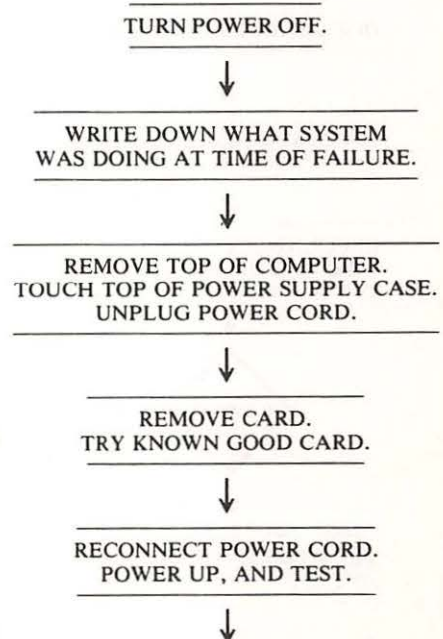 TURN POWER OFF.
WRITE DOWN WHAT SYSTEM
WAS DOING AT TIME OF FAILURE.
REMOVE TOP OF COMPUTER.
TOUCH TOP OF POWER SUPPLY CASE.
UNPLUG POWER CORD.
REMOVE CARD.
TRY KNOWN GOOD CARD.
RECONNECT POWER CORD.
POWER UP, AND TEST.